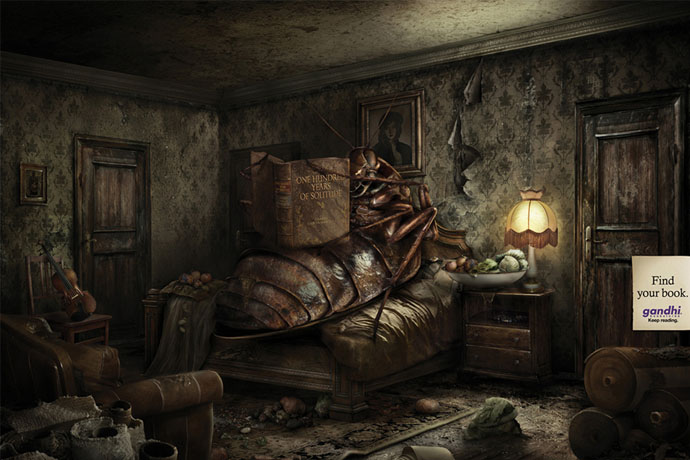 ONE HUNDRED
YEARS
OF SOLITUDE
Find
your book.
gandhi
Keep reading.